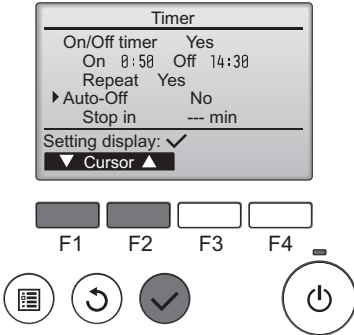 Timer
On/Off timer Yes
On 0:50 Off 14:30
Repeat Yes
Auto-Off No
Stop in --- min
Setting display:
Cursor
F1 F2 F3 F4